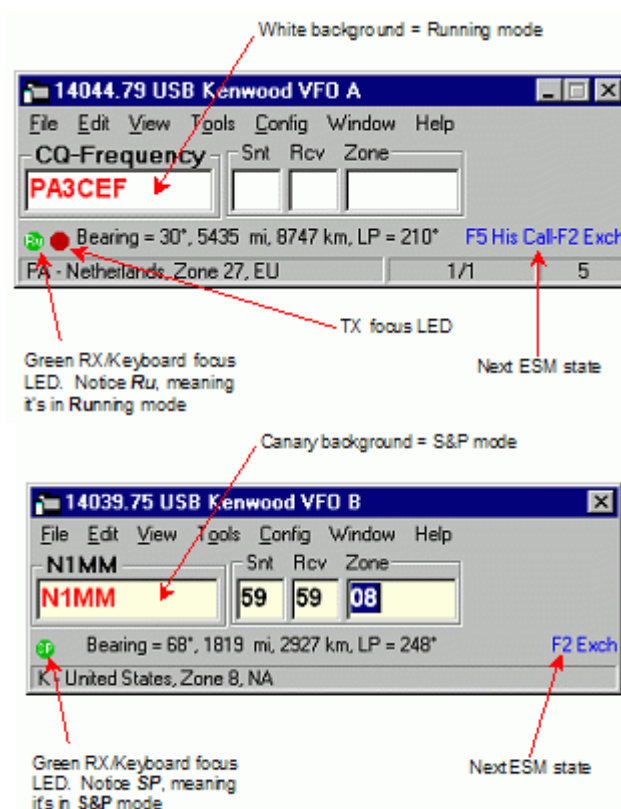 White background = Running mode
14044.79 USB Kenwood VFO A
File Edit View Tools Config Window Help
CQ-Frequency Snt Rcv Zone
PA3CEF
Ru Bearing = 30°, 5435 mi, 8747 km, LP = 210° F5 His Call-F2 Exch
PA - Netherlands, Zone 27, EU 1/1 5
TX focus LED
Green RX/Keyboard focus
LED. Notice Ru, meaning
it's in Running mode
Next ESM state
Canary background = S&P mode
14039.75 USB Kenwood VFO B
File Edit View Tools Config Window Help
N1MM Snt Rcv Zone
N1MM 59 59 08
SP Bearing = 68°, 1819 mi, 2927 km, LP = 248° F2 Exch
K - United States, Zone 8, NA
Green RX/Keyboard focus
LED. Notice SP, meaning
it's in S&P mode
Next ESM state